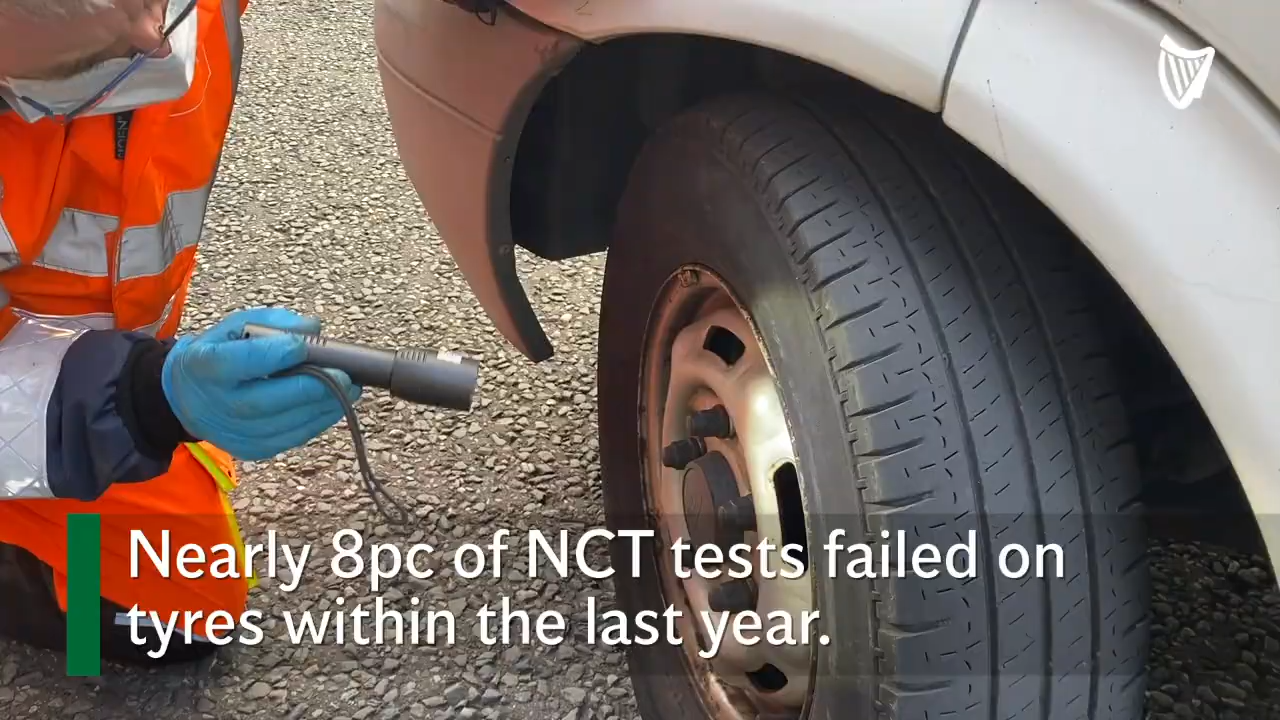 Nearly 8pc of NCT tests failed on
tyres within the last year.